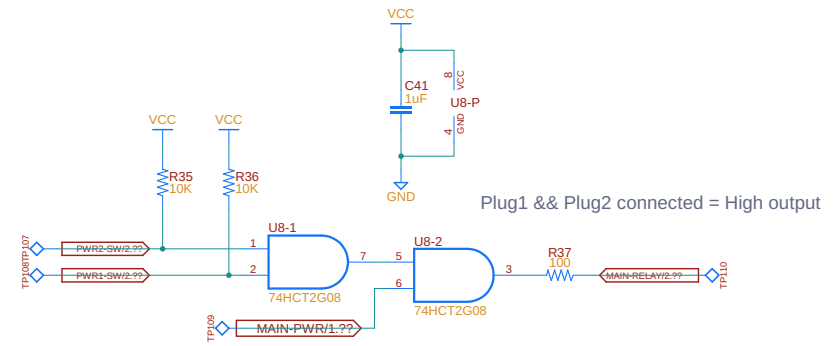 VCC
8
VCC
C41
1uF
U8-P
4
GND
VCC
VCC
R35
10K
R36
10K
GND
Plug1 && Plug2 connected = High output
U8-1
U8-2
TP107
PWR2-SW/2.??
1
TP108
PWR1-SW/2.??
2
7
5
6
3
R37
100
MAIN-RELAY/2.??
TP110
74HCT2G08
74HCT2G08
TP109
MAIN-PWR/1.??